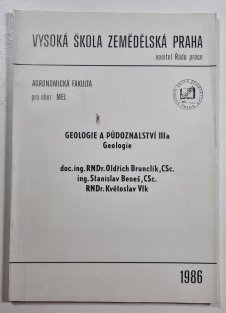 VYSOKÁ ŠKOLA ZEMĚDĚLSKÁ PRAHA
nositel Řádu práce
AGRONOMICKÁ FAKULTA
pro obor MEL
GEOLOGIE A PŮDOZNALSTVÍ IIIa
Geologie
doc.ing.RNDr.Oldřich Brunclík,CSc.
ing.Stanislav Beneš,CSc.
RNDr.Květoslav Vlk
1986